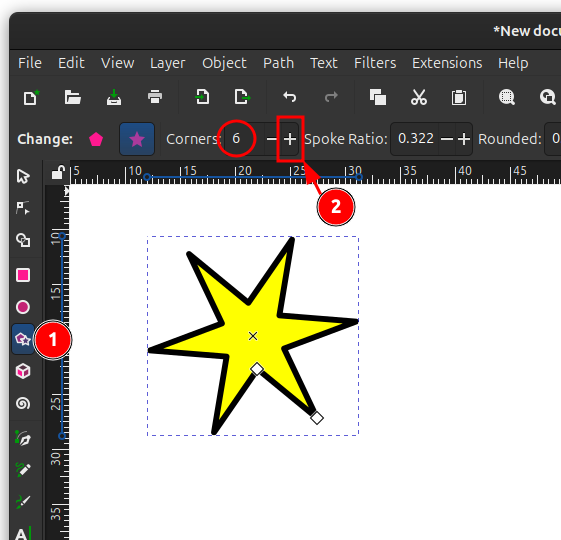 *New docu
File Edit View Layer Object Path Text Filters Extensions Help
Change: Corners: 6 Spoke Ratio: 0.322 Rounded: 0
5 10 15 20 25 30 35 40 45
2
10
15
1
25
30
35